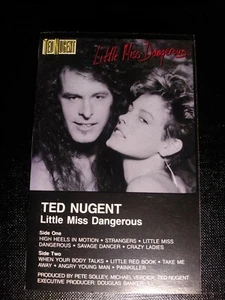 TED NUGENT
Little Miss Dangerous
TED NUGENT
Little Miss Dangerous
Side One
HIGH HEELS IN MOTION • STRANGERS • LITTLE MISS
DANGEROUS • SAVAGE DANCER • CRAZY LADIES
Side Two
WHEN YOUR BODY TALKS • LITTLE RED BOOK • TAKE ME
AWAY • ANGRY YOUNG MAN • PAINKILLER
PRODUCED BY PETE SOLLEY, MICHAEL VERDICK, TED NUGENT
EXECUTIVE PRODUCER: DOUGLAS BANKER